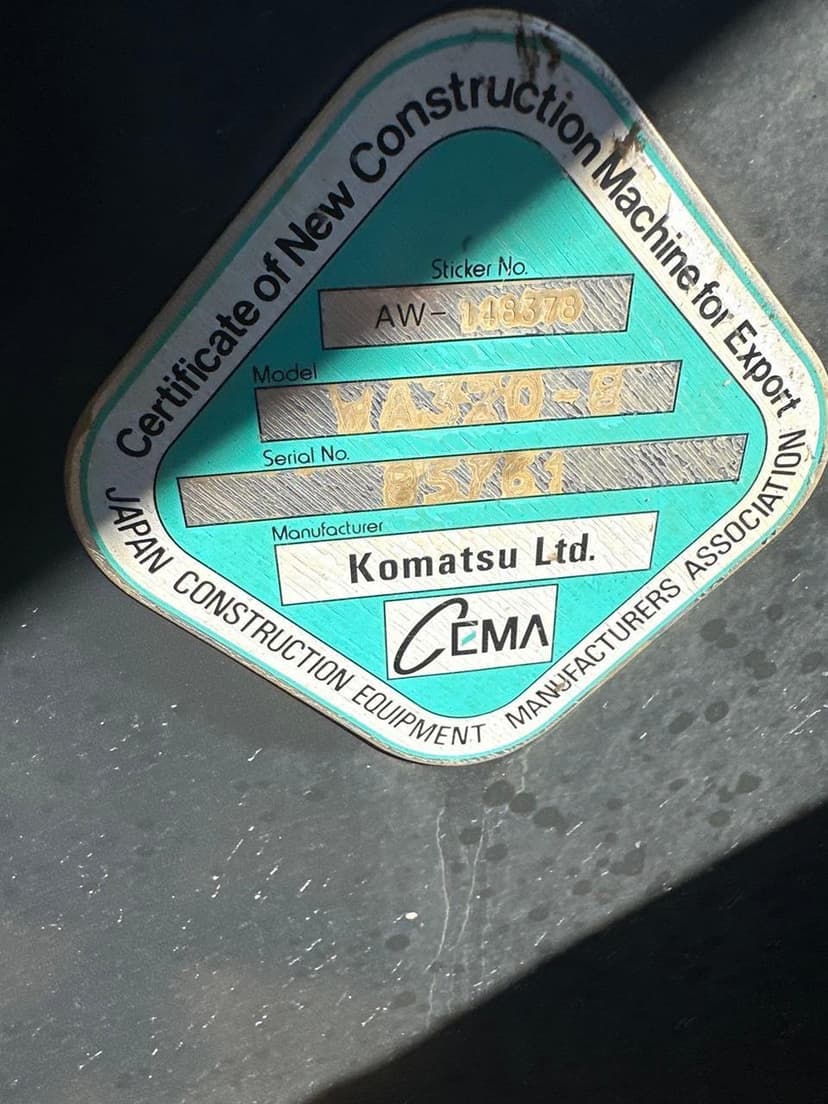 Certificate of New Construction Machine for Export
Sticker No.
AW- 148378
Model
WA320-8
Serial No.
85761
Manufacturer
Komatsu Ltd.
CEMA
JAPAN CONSTRUCTION EQUIPMENT MANUFACTURERS ASSOCIATION